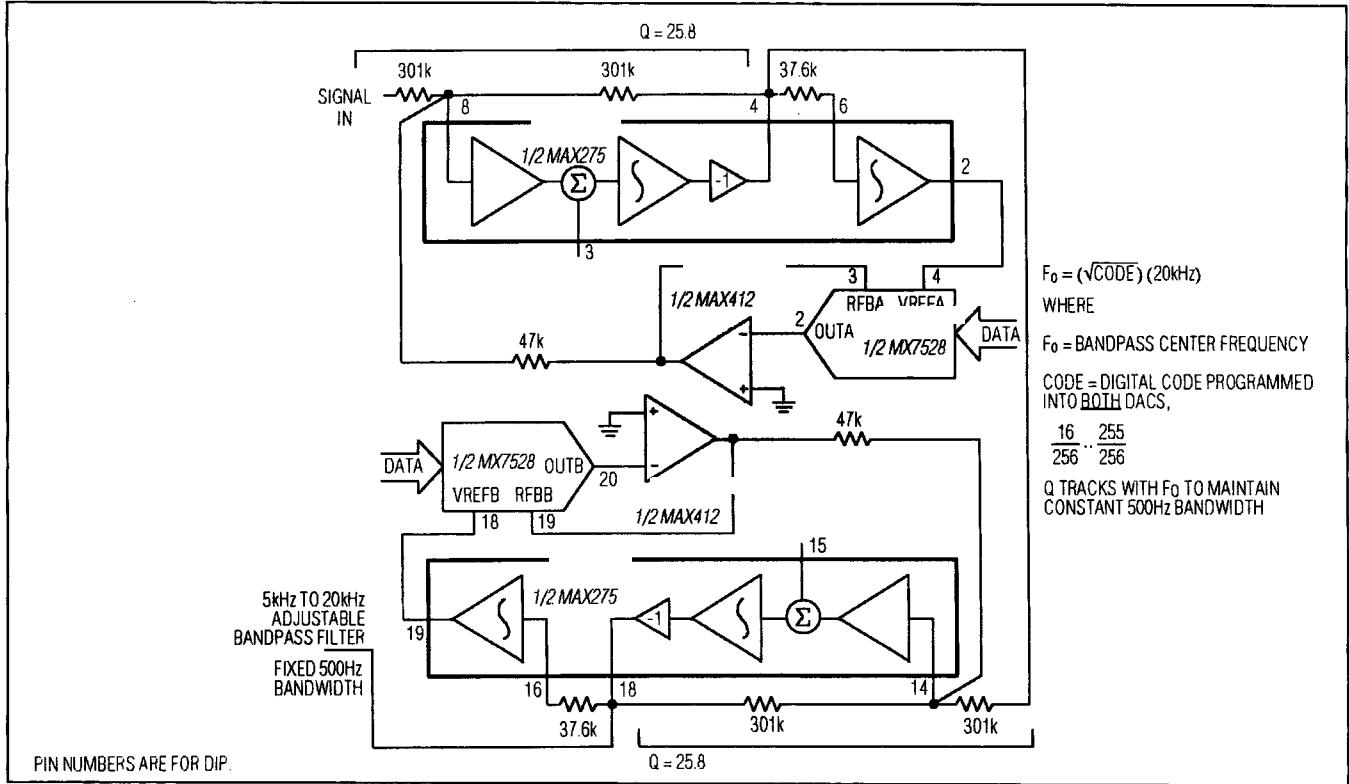 Q = 25.8
301k
301k
37.6k
SIGNAL
IN
8
4
6
1/2 MAX275
Σ
-1
2
3
3
4
RFBA VREFA
1/2 MAX412
2
OUTA
1/2 MX7528
DATA
47k
F₀ = (√CODE) (20kHz)
WHERE
F₀ = BANDPASS CENTER FREQUENCY
CODE = DIGITAL CODE PROGRAMMED
INTO BOTH DACS,
16/256 .. 255/256
Q TRACKS WITH F₀ TO MAINTAIN
CONSTANT 500Hz BANDWIDTH
+
-
-
+
47k
DATA
1/2 MX7528 OUTB
20
VREFB RFBB
18
19
1/2 MAX412
15
1/2 MAX275
-1
Σ
19
5kHz TO 20kHz
ADJUSTABLE
BANDPASS FILTER
FIXED 500Hz
BANDWIDTH
16
18
14
37.6k
301k
301k
Q = 25.8
PIN NUMBERS ARE FOR DIP.